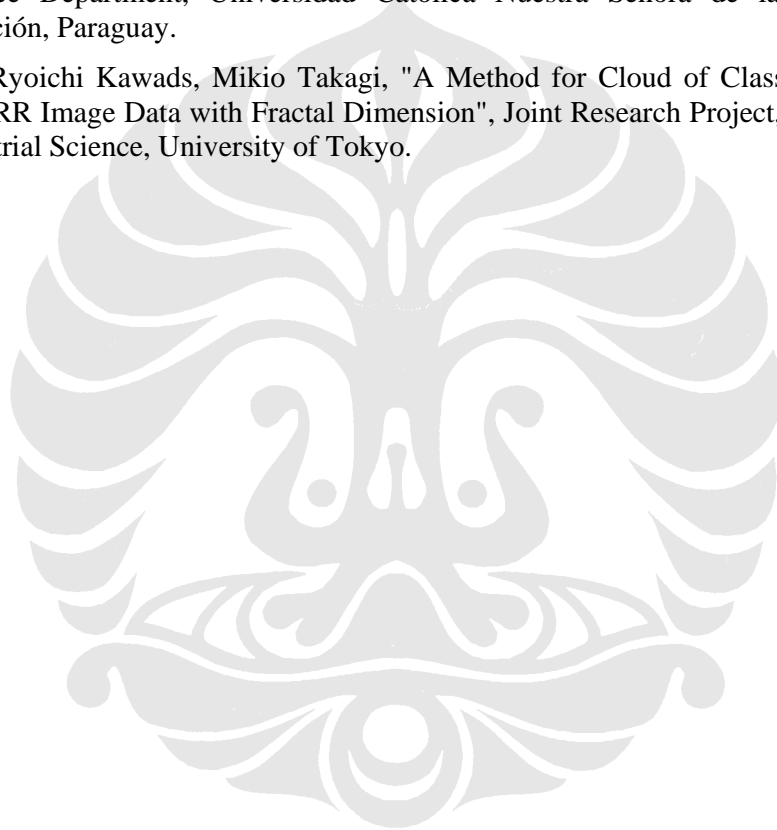 Department, Universidad Católica Nuestra Señora de la
ción, Paraguay.
Ryoichi Kawads, Mikio Takagi, "A Method for Cloud of Class
RR Image Data with Fractal Dimension", Joint Research Project,
trial Science, University of Tokyo.